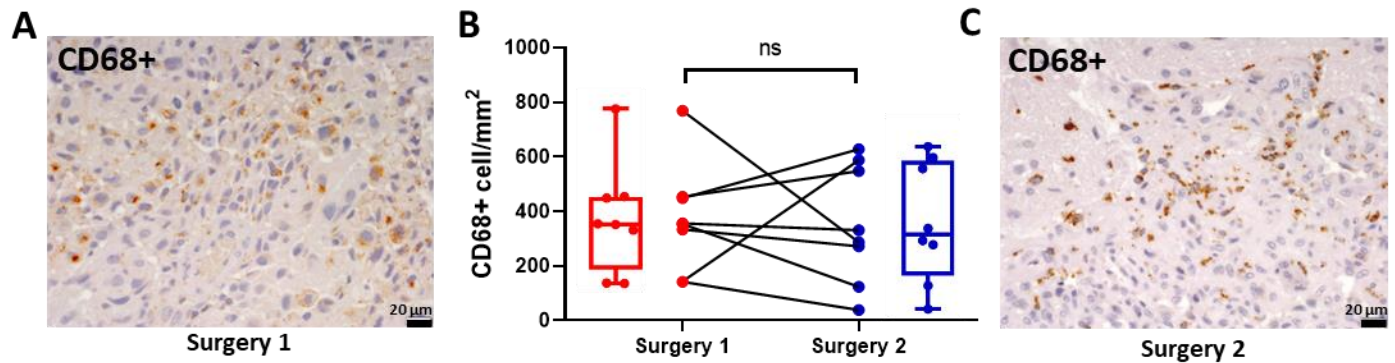 A
CD68+
20 µm
Surgery 1
B
CD68+ cell/mm²
1000
800
600
400
200
0
ns
Surgery 1
Surgery 2
C
CD68+
20 µm
Surgery 2